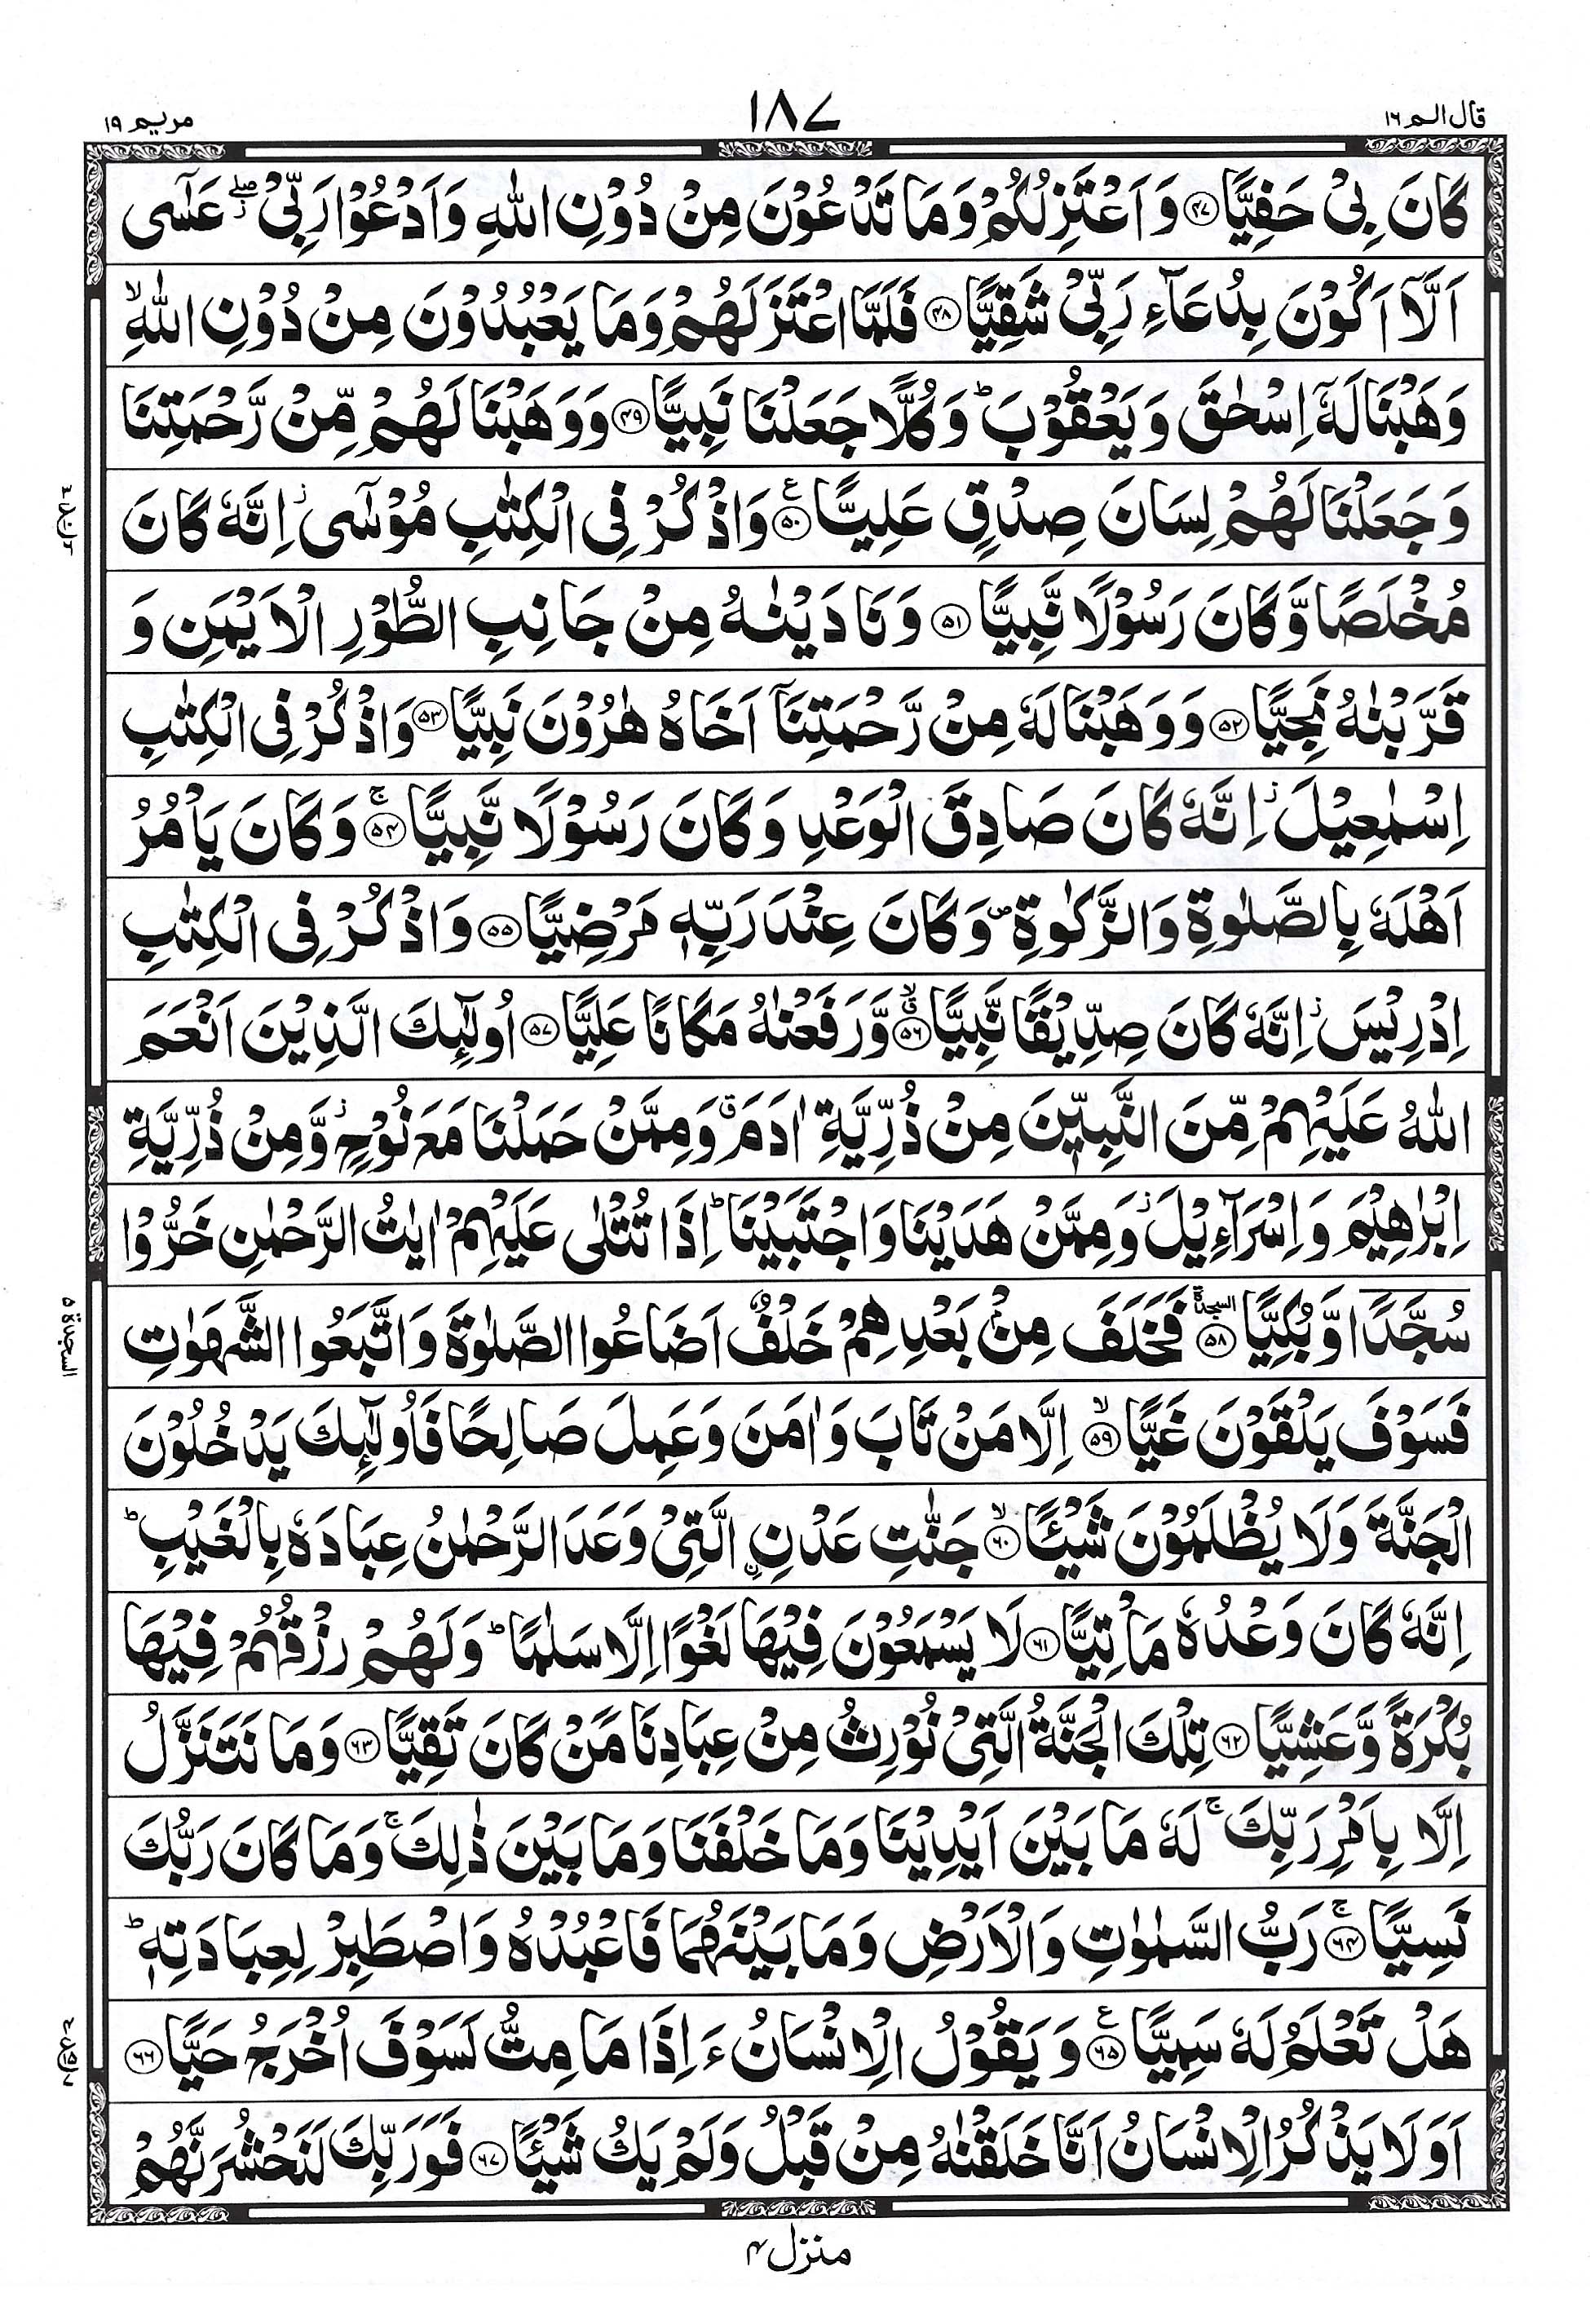 قال الم ١٦
١٨٧
مريم ١٩
كَانَ بِیْ حَفِیًّا ﴿٤٧﴾ وَاَعْتَزِلُكُمْ وَمَا تَدْعُوْنَ مِنْ دُوْنِ اللّٰهِ وَاَدْعُوْا رَبِّیْ ۖؗ عَسٰۤی
اَلَّاۤ اَكُوْنَ بِدُعَآءِ رَبِّیْ شَقِیًّا ﴿٤٨﴾ فَلَمَّا اعْتَزَلَهُمْ وَمَا یَعْبُدُوْنَ مِنْ دُوْنِ اللّٰهِ ۙ
وَهَبْنَا لَهٗۤ اِسْحٰقَ وَیَعْقُوْبَ ؕ وَكُلًّا جَعَلْنَا نَبِیًّا ﴿٤٩﴾ وَوَهَبْنَا لَهُمْ مِّنْ رَّحْمَتِنَا
وَجَعَلْنَا لَهُمْ لِسَانَ صِدْقٍ عَلِیًّا ﴿٥٠﴾ ع وَاذْكُرْ فِی الْكِتٰبِ مُوْسٰۤی ؗ اِنَّهٗ كَانَ
مُخْلَصًا وَّكَانَ رَسُوْلًا نَّبِیًّا ﴿٥١﴾ وَنَادَیْنٰهُ مِنْ جَانِبِ الطُّوْرِ الْاَیْمَنِ وَ
قَرَّبْنٰهُ نَجِیًّا ﴿٥٢﴾ وَوَهَبْنَا لَهٗ مِنْ رَّحْمَتِنَاۤ اَخَاهُ هٰرُوْنَ نَبِیًّا ﴿٥٣﴾ وَاذْكُرْ فِی الْكِتٰبِ
اِسْمٰعِیْلَ ؗ اِنَّهٗ كَانَ صَادِقَ الْوَعْدِ وَكَانَ رَسُوْلًا نَّبِیًّا ﴿٥٤﴾ ۚ وَكَانَ یَاْمُرُ
اَهْلَهٗ بِالصَّلٰوةِ وَالزَّكٰوةِ ۪ وَكَانَ عِنْدَ رَبِّهٖ مَرْضِیًّا ﴿٥٥﴾ وَاذْكُرْ فِی الْكِتٰبِ
اِدْرِیْسَ ؗ اِنَّهٗ كَانَ صِدِّیْقًا نَّبِیًّا ﴿٥٦﴾ ۗۙ وَّرَفَعْنٰهُ مَكَانًا عَلِیًّا ﴿٥٧﴾ اُولٰٓئِكَ الَّذِیْنَ اَنْعَمَ
اللّٰهُ عَلَیْهِمْ مِّنَ النَّبِیّٖنَ مِنْ ذُرِّیَّةِ اٰدَمَ ۗ وَمِمَّنْ حَمَلْنَا مَعَ نُوْحٍ ؗ وَّمِنْ ذُرِّیَّةِ
اِبْرٰهِیْمَ وَاِسْرَآءِیْلَ ؗ وَمِمَّنْ هَدَیْنَا وَاجْتَبَیْنَا ؕ اِذَا تُتْلٰی عَلَیْهِمْ اٰیٰتُ الرَّحْمٰنِ خَرُّوْا
سُجَّدًا وَّبُكِیًّا ﴿٥٨﴾ السجدة فَخَلَفَ مِنْۢ بَعْدِهِمْ خَلْفٌ اَضَاعُوا الصَّلٰوةَ وَاتَّبَعُوا الشَّهَوٰتِ
السجدة ٥
فَسَوْفَ یَلْقَوْنَ غَیًّا ﴿٥٩﴾ ۙ اِلَّا مَنْ تَابَ وَاٰمَنَ وَعَمِلَ صَالِحًا فَاُولٰٓئِكَ یَدْخُلُوْنَ
الْجَنَّةَ وَلَا یُظْلَمُوْنَ شَیْـًٔا ﴿٦٠﴾ ۙ جَنّٰتِ عَدْنِ ِ۟الَّتِیْ وَعَدَ الرَّحْمٰنُ عِبَادَهٗ بِالْغَیْبِ ؕ
اِنَّهٗ كَانَ وَعْدُهٗ مَاْتِیًّا ﴿٦١﴾ لَا یَسْمَعُوْنَ فِیْهَا لَغْوًا اِلَّا سَلٰمًا ؕ وَلَهُمْ رِزْقُهُمْ فِیْهَا
بُكْرَةً وَّعَشِیًّا ﴿٦٢﴾ تِلْكَ الْجَنَّةُ الَّتِیْ نُوْرِثُ مِنْ عِبَادِنَا مَنْ كَانَ تَقِیًّا ﴿٦٣﴾ وَمَا نَتَنَزَّلُ
اِلَّا بِاَمْرِ رَبِّكَ ۚ لَهٗ مَا بَیْنَ اَیْدِیْنَا وَمَا خَلْفَنَا وَمَا بَیْنَ ذٰلِكَ ۚ وَمَا كَانَ رَبُّكَ
نَسِیًّا ﴿٦٤﴾ ۚ رَبُّ السَّمٰوٰتِ وَالْاَرْضِ وَمَا بَیْنَهُمَا فَاعْبُدْهُ وَاصْطَبِرْ لِعِبَادَتِهٖ ؕ
هَلْ تَعْلَمُ لَهٗ سَمِیًّا ﴿٦٥﴾ ع وَیَقُوْلُ الْاِنْسَانُ ءَاِذَا مَا مِتُّ لَسَوْفَ اُخْرَجُ حَیًّا ﴿٦٦﴾
اَوَلَا یَذْكُرُ الْاِنْسَانُ اَنَّا خَلَقْنٰهُ مِنْ قَبْلُ وَلَمْ یَكُ شَیْـًٔا ﴿٦٧﴾ فَوَرَبِّكَ لَنَحْشُرَنَّهُمْ
منزل ٤